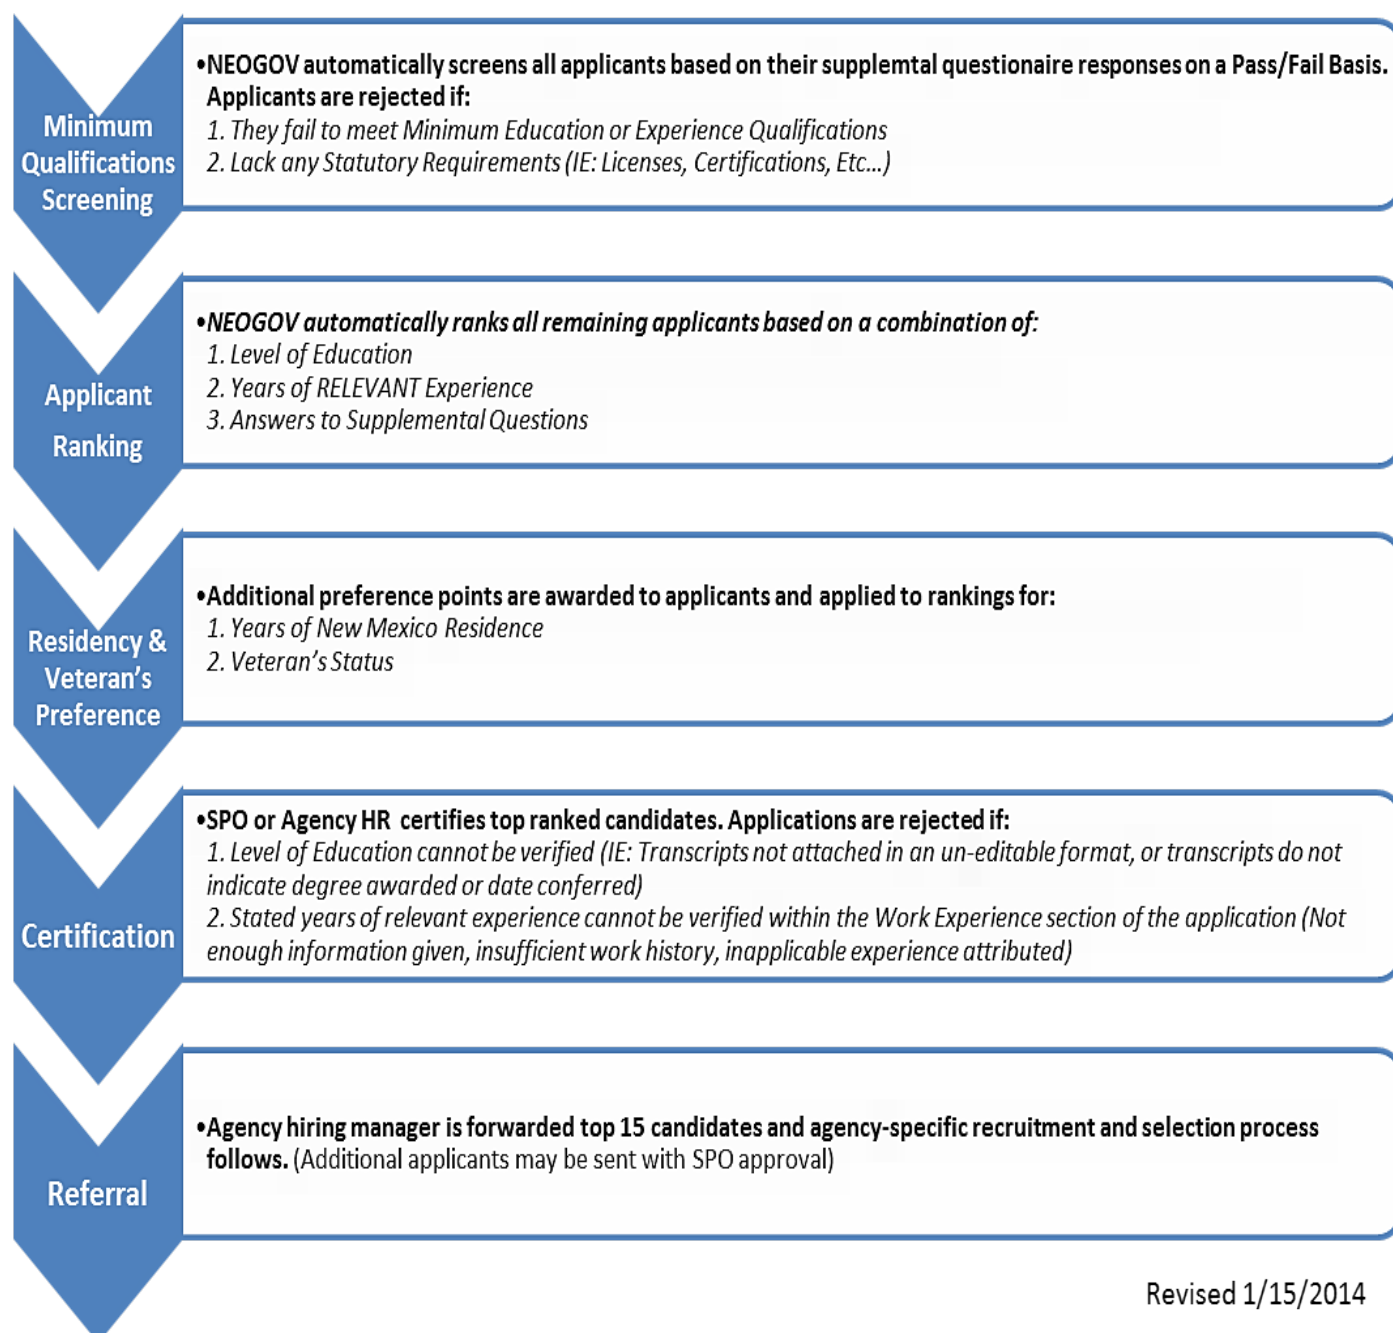 Minimum
Qualifications
Screening
•NEOGOV automatically screens all applicants based on their supplemtal questionaire responses on a Pass/Fail Basis.
Applicants are rejected if:
1. They fail to meet Minimum Education or Experience Qualifications
2. Lack any Statutory Requirements (IE: Licenses, Certifications, Etc...)
Applicant
Ranking
•NEOGOV automatically ranks all remaining applicants based on a combination of:
1. Level of Education
2. Years of RELEVANT Experience
3. Answers to Supplemental Questions
Residency &
Veteran's
Preference
•Additional preference points are awarded to applicants and applied to rankings for:
1. Years of New Mexico Residence
2. Veteran's Status
Certification
•SPO or Agency HR certifies top ranked candidates. Applications are rejected if:
1. Level of Education cannot be verified (IE: Transcripts not attached in an un-editable format, or transcripts do not
indicate degree awarded or date conferred)
2. Stated years of relevant experience cannot be verified within the Work Experience section of the application (Not
enough information given, insufficient work history, inapplicable experience attributed)
Referral
•Agency hiring manager is forwarded top 15 candidates and agency-specific recruitment and selection process
follows. (Additional applicants may be sent with SPO approval)
Revised 1/15/2014